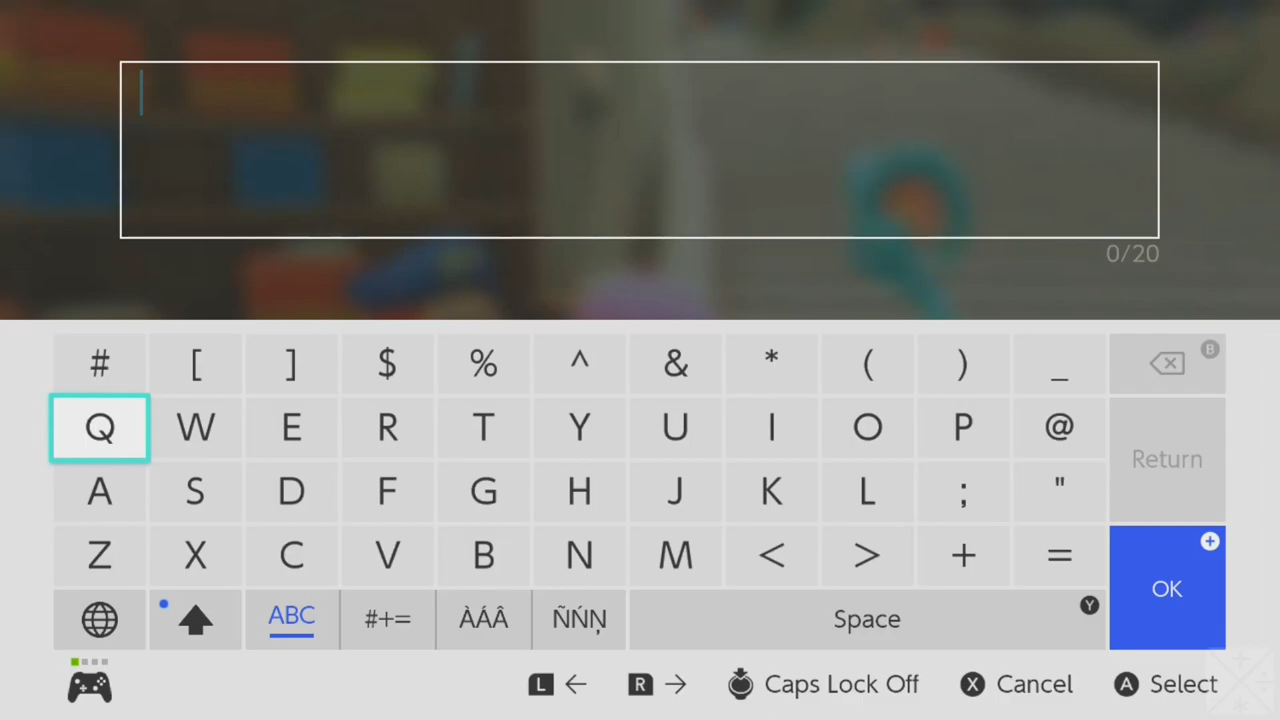 0/20
# [ ] $ % ^ & * ( ) _ B
Q W E R T Y U I O P @ Return
A S D F G H J K L ; "
Z X C V B N M < > + = OK
ABC #+= ÀÁÂ ÑŃŅ Space Y
L ← R → Caps Lock Off X Cancel A Select